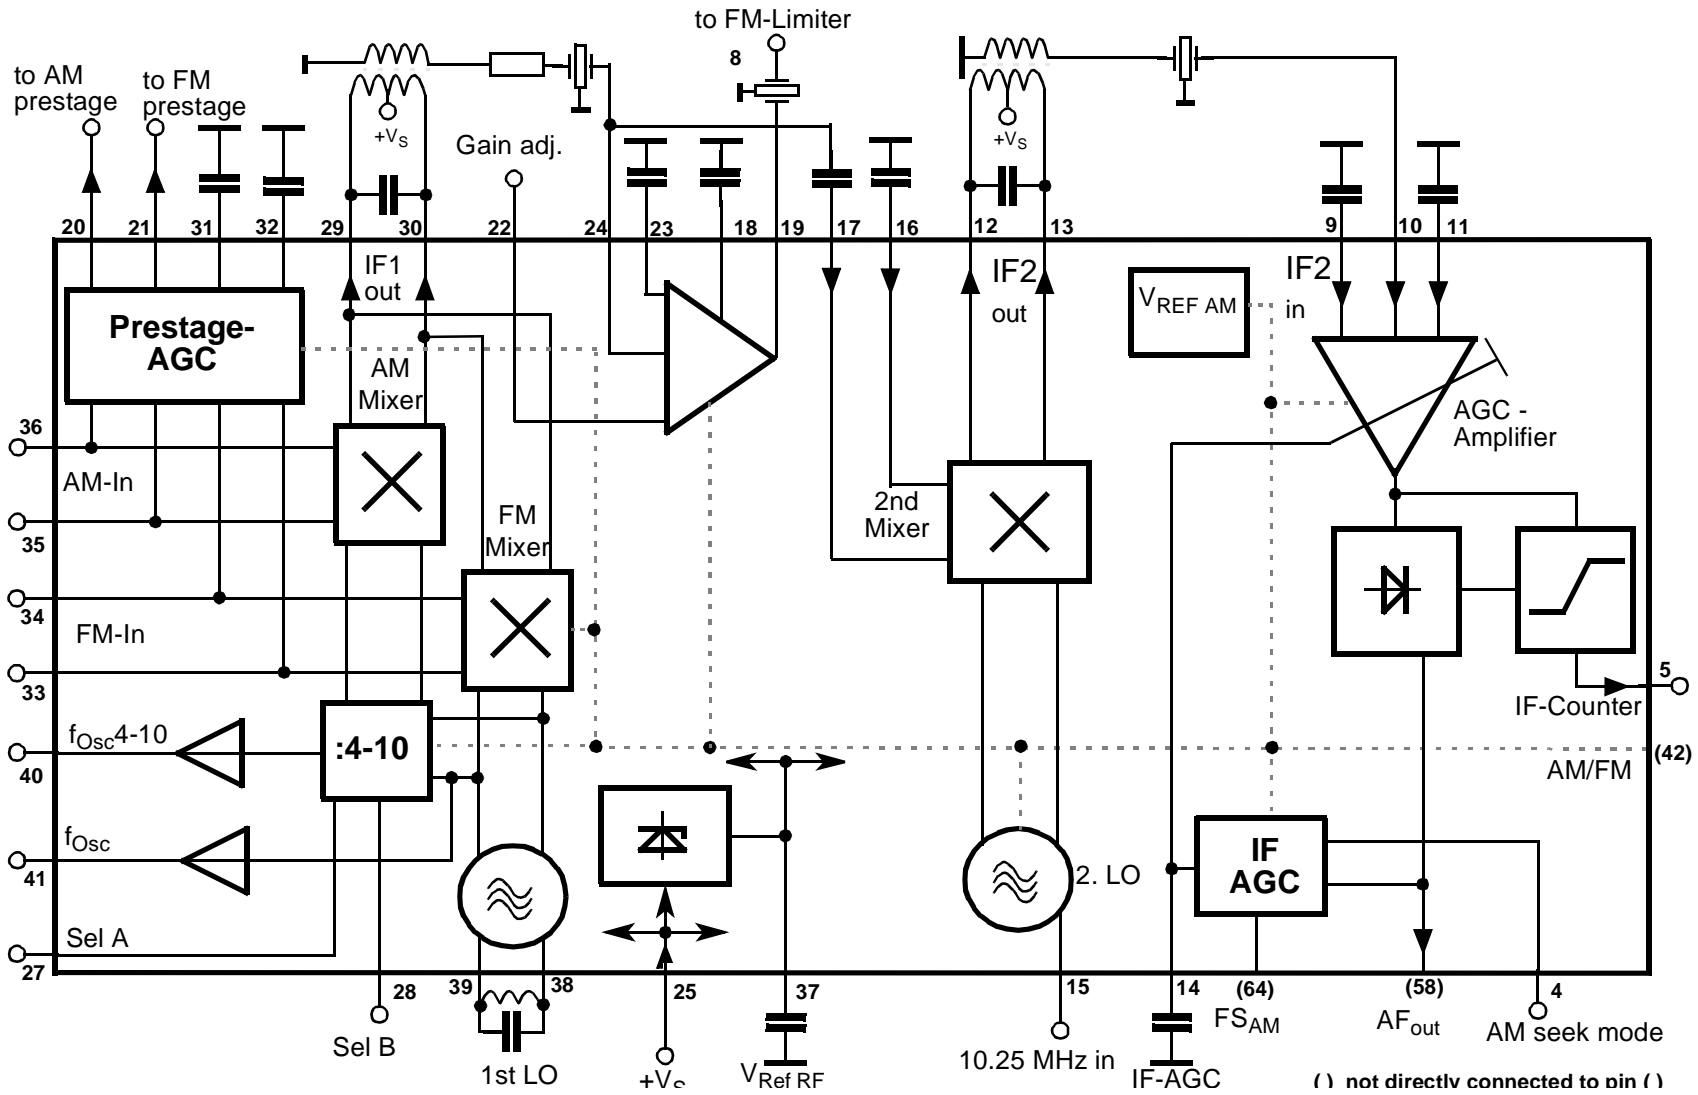 to FM-Limiter
8
to AM
prestage
to FM
prestage
+VS
Gain adj.
+VS
20
21
31
32
29
30
22
24
23
18
19
17
16
12
13
9
10
11
IF1
out
IF2
out
VREF AM
IF2
in
Prestage-
AGC
AM
Mixer
AGC -
Amplifier
36
AM-In
35
FM
Mixer
2nd
Mixer
34
FM-In
33
5
IF-Counter
fOsc4-10
:4-10
40
(42)
AM/FM
fOsc
41
IF
AGC
2. LO
Sel A
27
28
39
38
25
37
15
14
(64)
(58)
4
Sel B
FSAM
AFout
AM seek mode
1st LO
+VS
VRef RF
10.25 MHz in
IF-AGC
( ) not directly connected to pin ( )